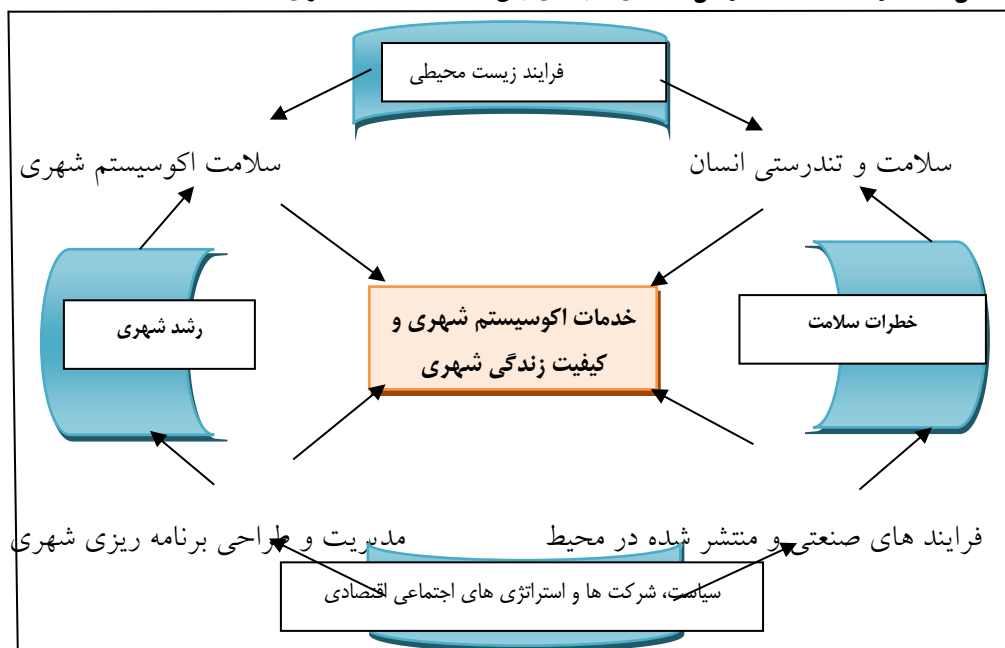 فرایند زیست محیطی
سلامت و تندرستی انسان
سلامت اکوسیستم شهری
خطرات سلامت
خدمات اکوسیستم شهری و
کیفیت زندگی شهری
رشد شهری
فرایند های صنعتی و منتشر شده در محیط
مدیریت و طراحی برنامه ریزی شهری
سیاست، شرکت ها و استراتژی های اجتماعی اقتصادی